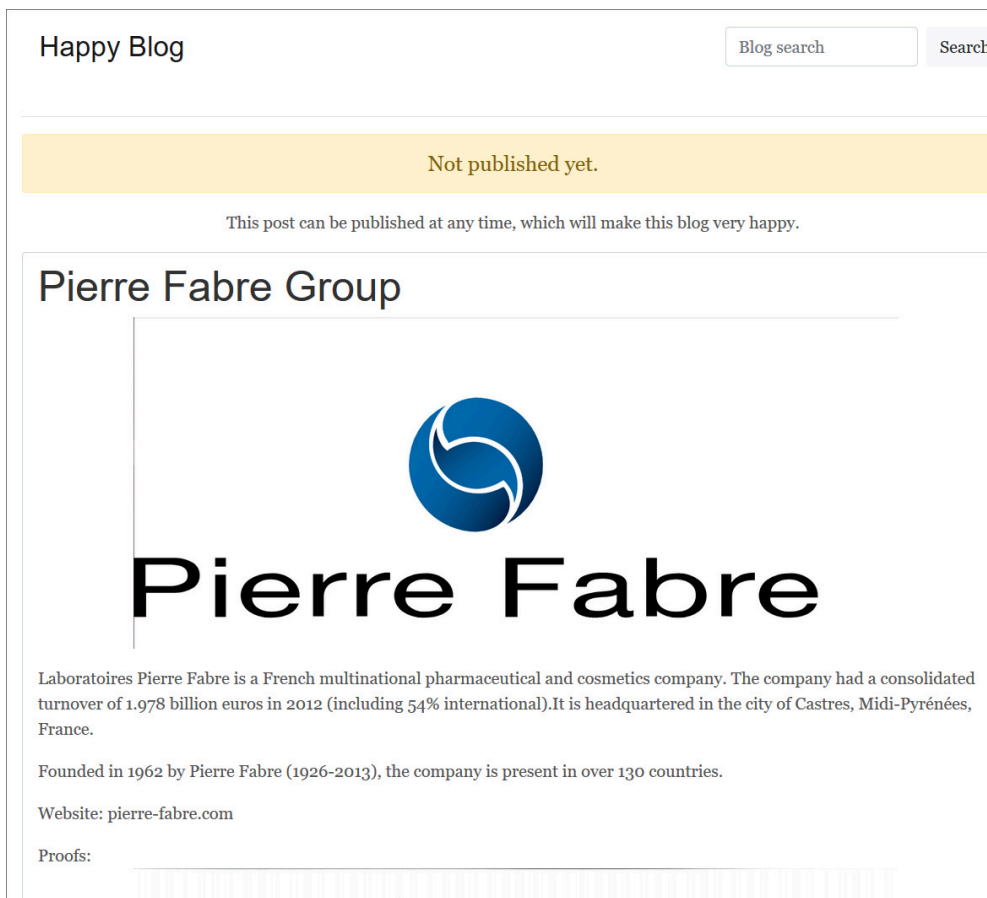 Happy Blog
Blog search
Search
Not published yet.
This post can be published at any time, which will make this blog very happy.
Pierre Fabre Group
Pierre Fabre
Laboratoires Pierre Fabre is a French multinational pharmaceutical and cosmetics company. The company had a consolidated
turnover of 1.978 billion euros in 2012 (including 54% international).It is headquartered in the city of Castres, Midi-Pyrénées,
France.
Founded in 1962 by Pierre Fabre (1926-2013), the company is present in over 130 countries.
Website: pierre-fabre.com
Proofs: